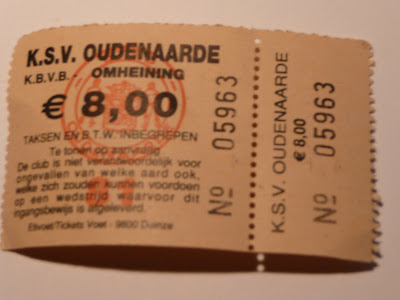 K.S.V. OUDENAARDE
K.B.V.B. - OMHEINING
€ 8,00
TAKSEN EN B.T.W. INBEGREPEN
Te tonen op aanvraag
De club is niet verantwoordelijk voor
ongevallen van welke aard ook,
welke zich zouden kunnen voordoen
op een wedstrijd waarvoor dit
ingangsbewijs is afgeleverd.
Tickets Voet - 9800 Deinze
No 05963
K.S.V. OUDENAARDE
€ 8,00
No 05963